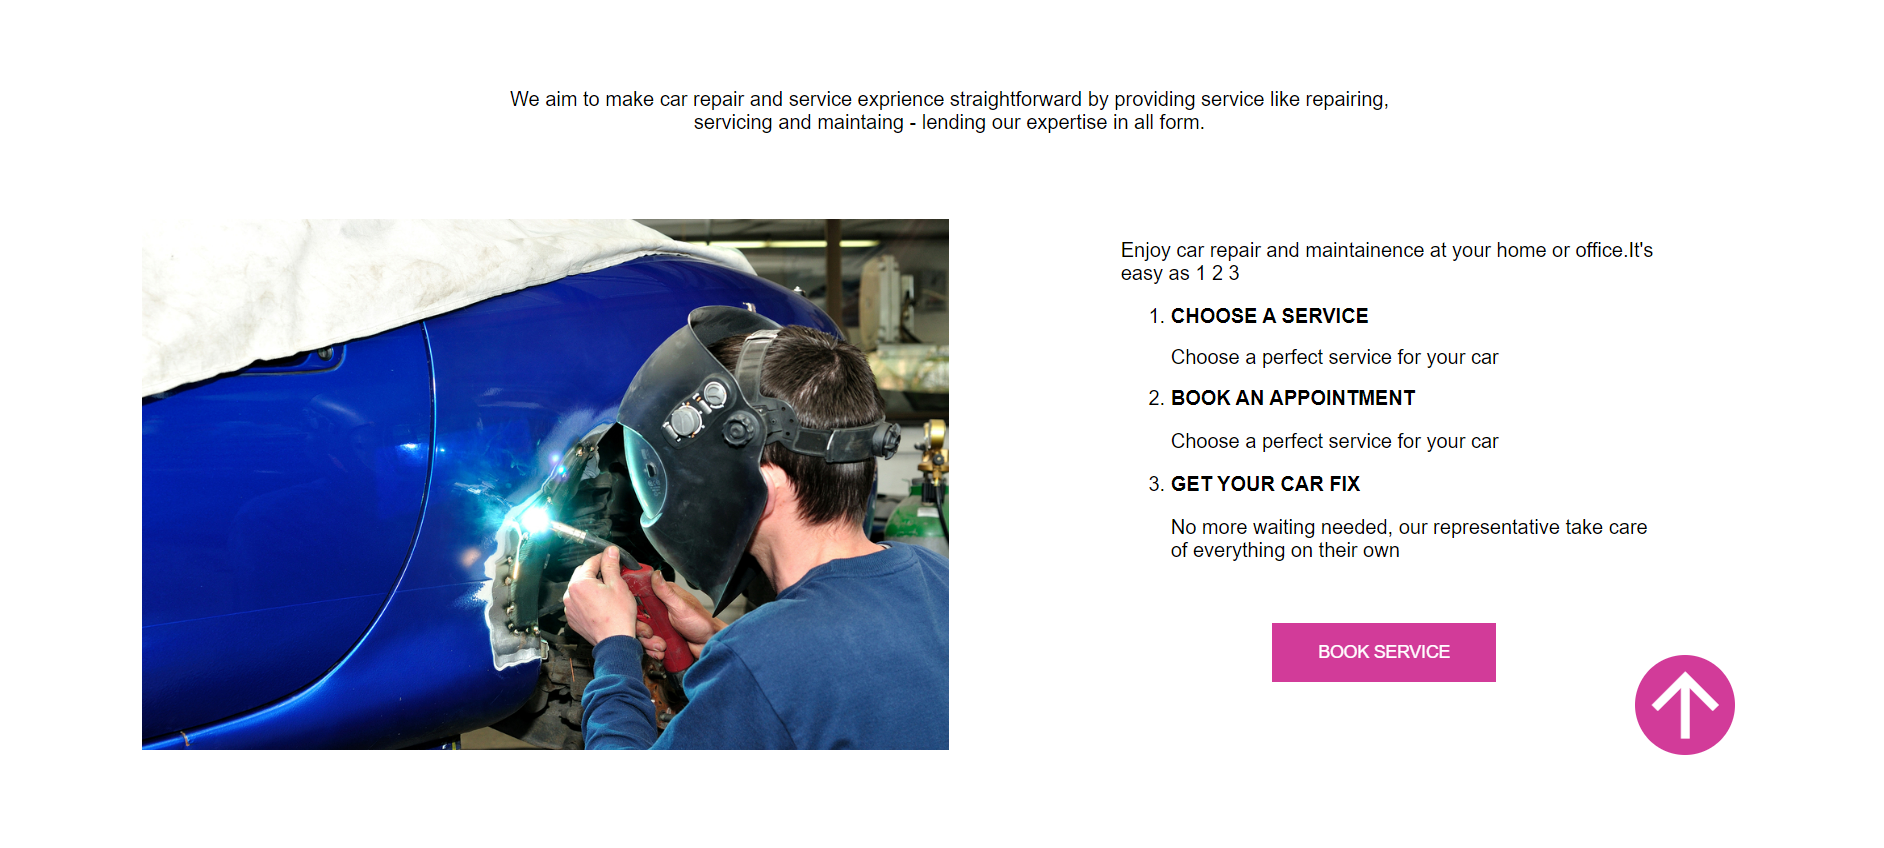 We aim to make car repair and service exprience straightforward by providing service like repairing,
servicing and maintaing - lending our expertise in all form.
Enjoy car repair and maintainence at your home or office.It's
easy as 1 2 3
1. CHOOSE A SERVICE
Choose a perfect service for your car
2. BOOK AN APPOINTMENT
Choose a perfect service for your car
3. GET YOUR CAR FIX
No more waiting needed, our representative take care
of everything on their own
BOOK SERVICE